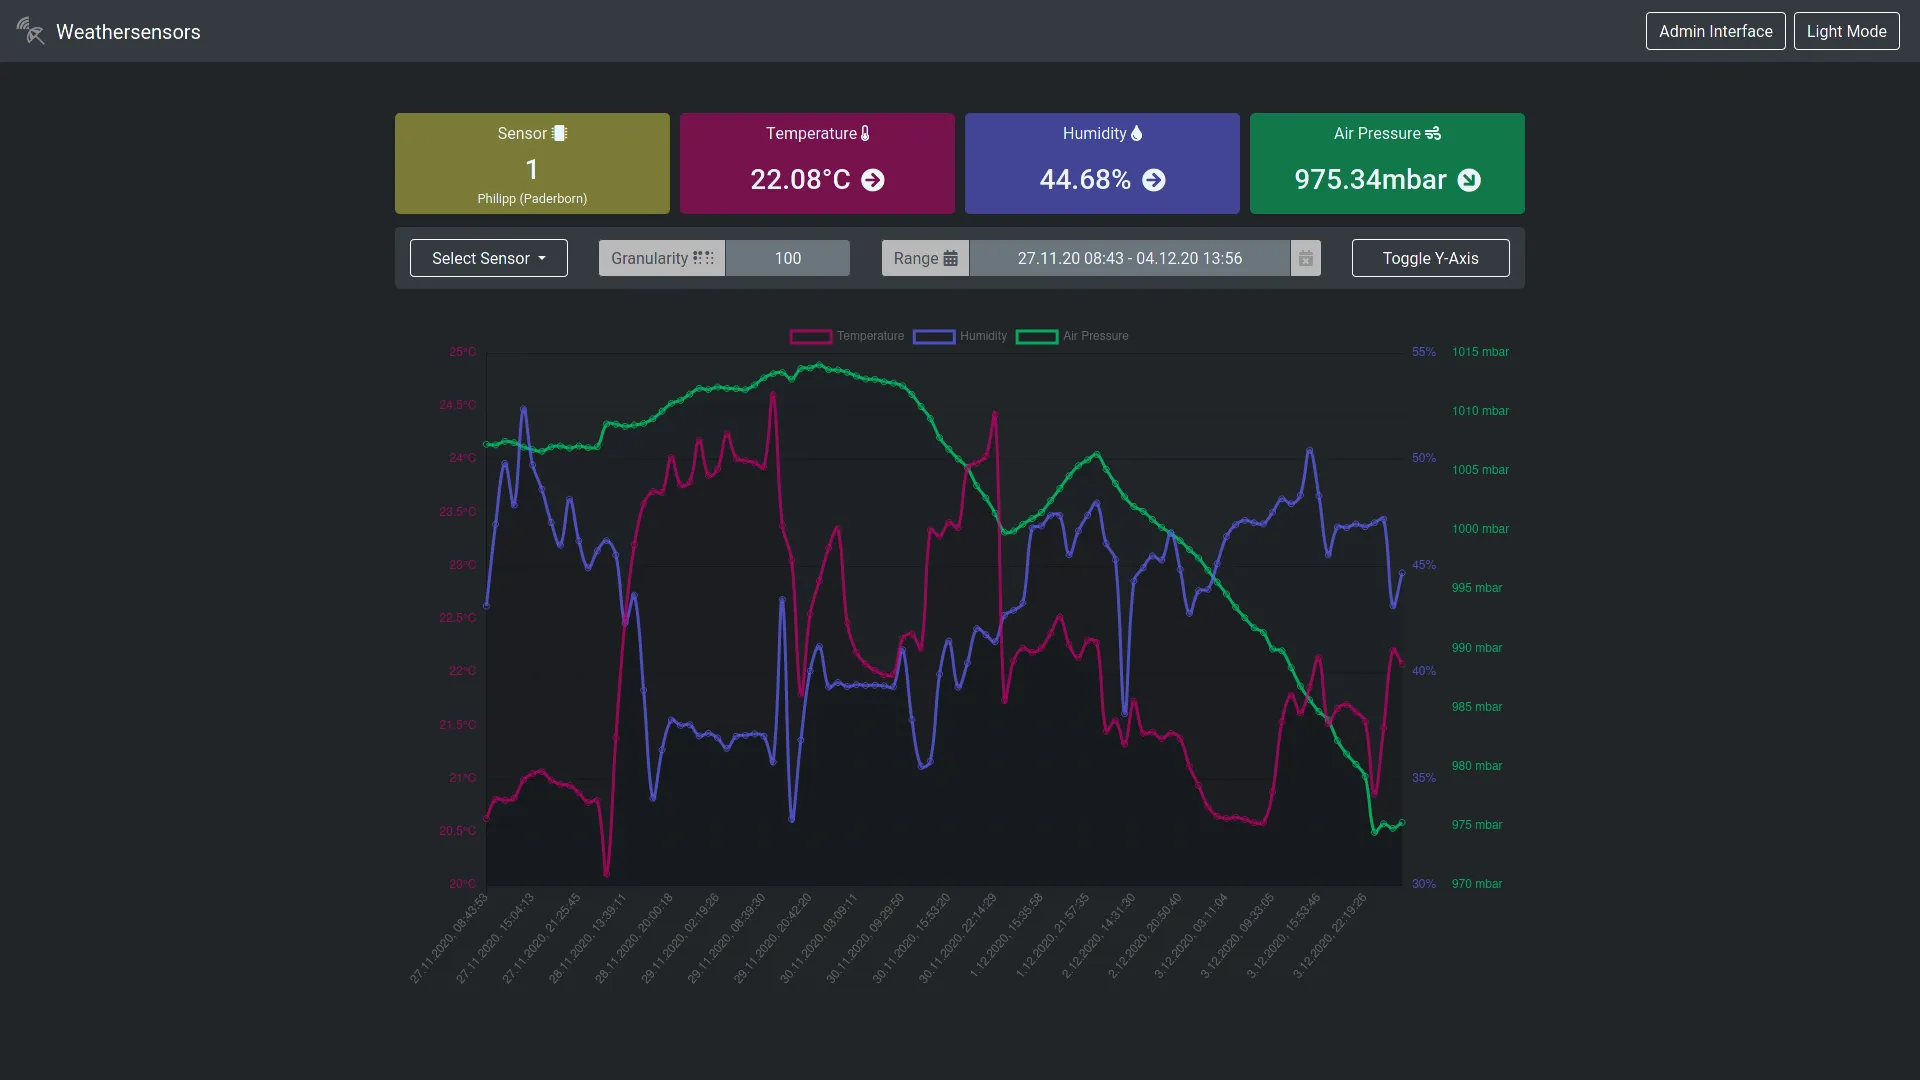 Weathersensors
Admin Interface
Light Mode
Sensor
1
Philipp (Paderborn)
Temperature
22.08°C
Humidity
44.68%
Air Pressure
975.34mbar
Select Sensor
Granularity
100
Range
27.11.20 08:43 - 04.12.20 13:56
Toggle Y-Axis
Temperature
Humidity
Air Pressure
25°C
24.5°C
24°C
23.5°C
23°C
22.5°C
22°C
21.5°C
21°C
20.5°C
20°C
55%
50%
45%
40%
35%
30%
1015 mbar
1010 mbar
1005 mbar
1000 mbar
995 mbar
990 mbar
985 mbar
980 mbar
975 mbar
970 mbar
27.11.2020, 08:43:53
27.11.2020, 15:04:13
27.11.2020, 21:25:45
28.11.2020, 13:39:11
28.11.2020, 20:00:18
29.11.2020, 02:19:26
29.11.2020, 08:39:30
29.11.2020, 20:42:20
30.11.2020, 03:09:11
30.11.2020, 09:29:50
30.11.2020, 15:53:20
30.11.2020, 22:14:29
1.12.2020, 15:35:58
1.12.2020, 21:57:35
2.12.2020, 14:31:30
2.12.2020, 20:50:40
3.12.2020, 03:11:04
3.12.2020, 09:33:05
3.12.2020, 15:53:46
3.12.2020, 22:19:26